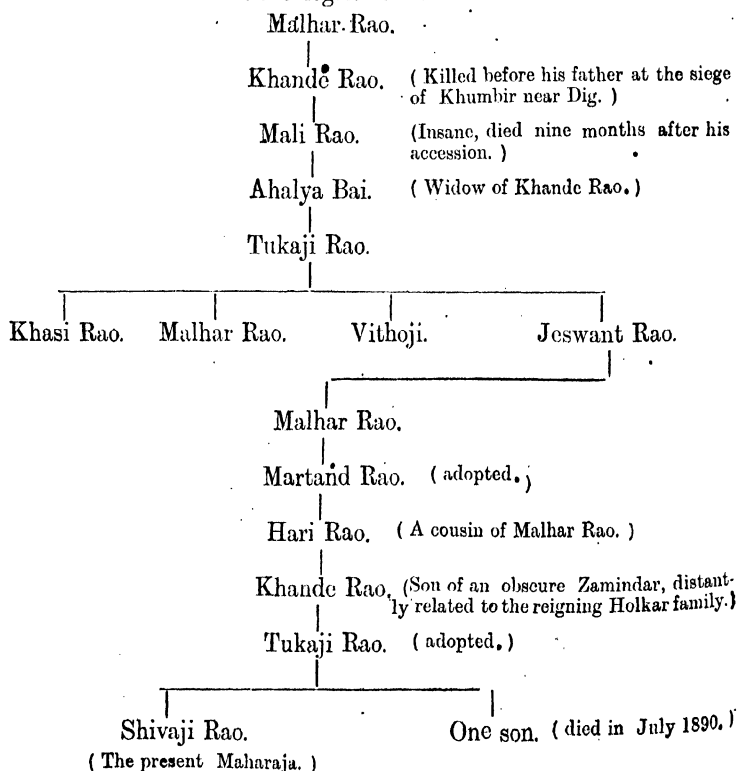 Malhar Rao.
Khande Rao. ( Killed before his father at the siege
of Khumbir near Dig. )
Mali Rao. (Insane, died nine months after his
accession. )
Ahalya Bai. ( Widow of Khande Rao. )
Tukaji Rao.
Khasi Rao. Malhar Rao. Vithoji. Jeswant Rao.
Malhar Rao.
Martand Rao. ( adopted. )
Hari Rao. ( A cousin of Malhar Rao. )
Khande Rao. (Son of an obscure Zamindar, distant-
ly related to the reigning Holkar family.)
Tukaji Rao. ( adopted. )
Shivaji Rao. One son. ( died in July 1890. )
( The present Maharaja. )